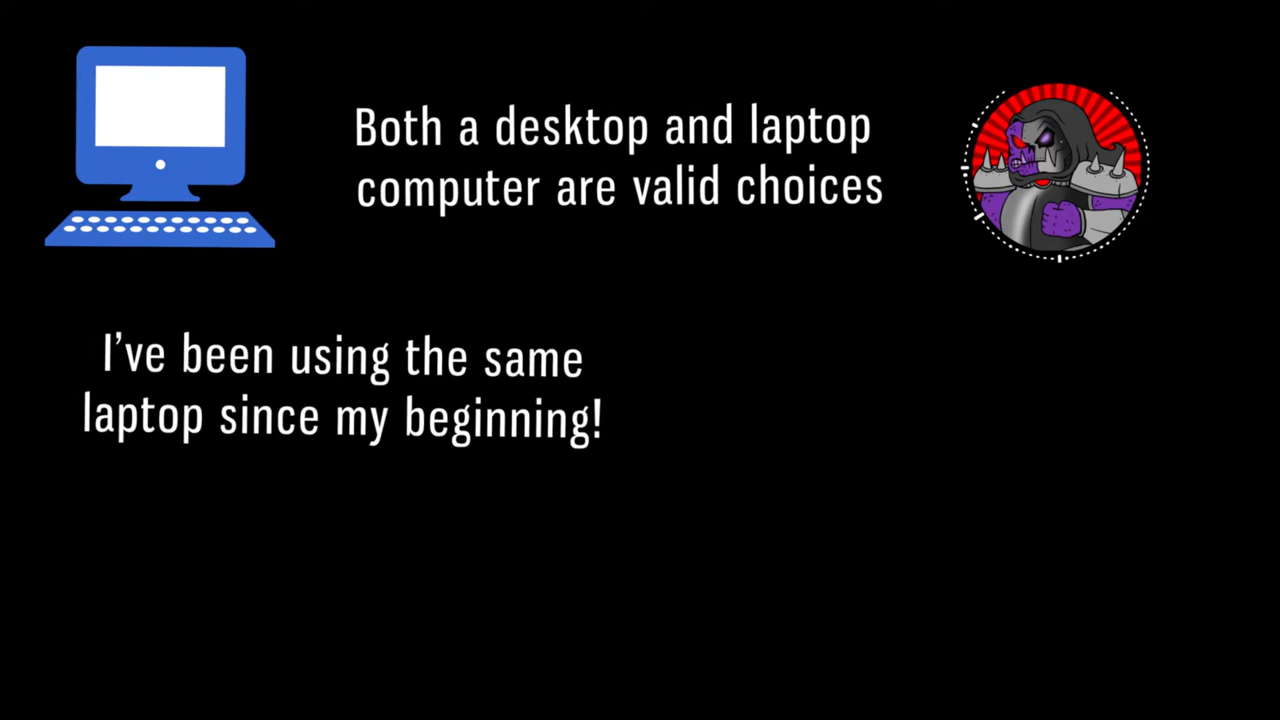 Both a desktop and laptop
computer are valid choices
I've been using the same
laptop since my beginning!